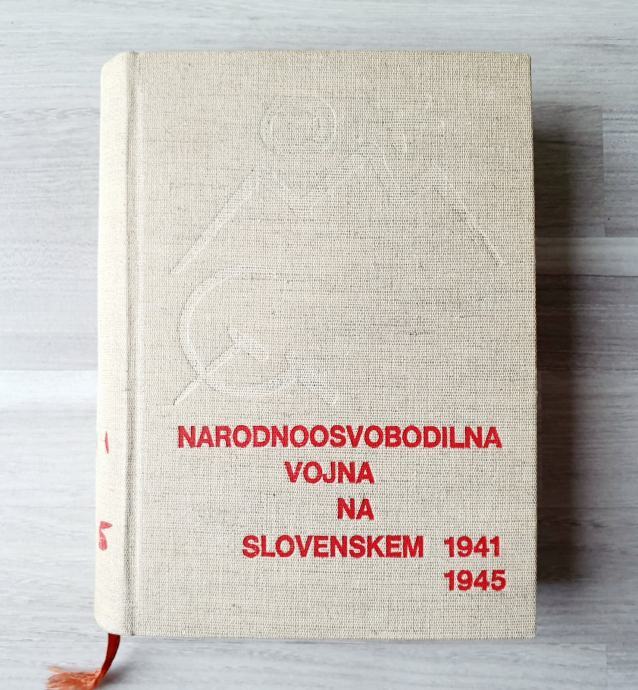 NARODNOOSVOBODILNA
VOJNA
NA
SLOVENSKEM 1941
1945